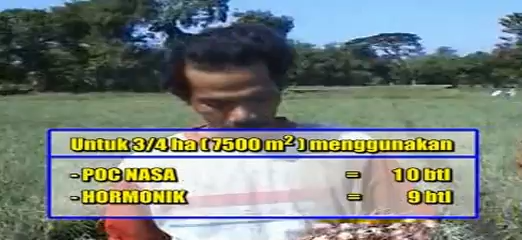 Untuk 3/4 ha ( 7500 m² ) menggunakan
- POC NASA = 10 btl
- HORMONIK = 9 btl